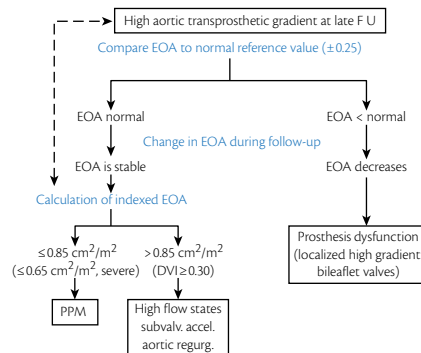 High aortic transprosthetic gradient at late F U
Compare EOA to normal reference value (±0.25)
EOA normal
EOA < normal
Change in EOA during follow-up
EOA is stable
EOA decreases
Calculation of indexed EOA
≤0.85 cm²/m²
(≤0.65 cm²/m², severe)
>0.85 cm²/m²
(DVI≥0.30)
Prosthesis dysfunction
(localized high gradient
bileaflet valves)
PPM
High flow states
subvalv. accel.
aortic regurg.